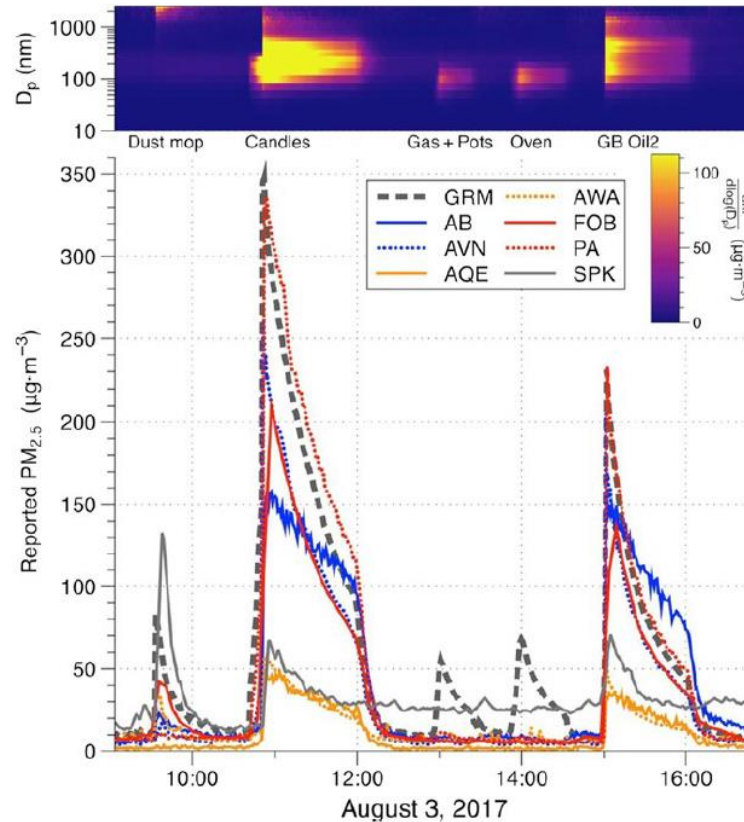 1000
100
10
Dp (nm)
Dust mop Candles Gas + Pots Oven GB Oil2
350
300
250
200
150
100
50
0
Reported PM2.5 (µg·m−3)
GRM AWA
AB FOB
AVN PA
AQE SPK
100
50
0
dlog(Dp)
10:00 12:00 14:00 16:00
August 3, 2017